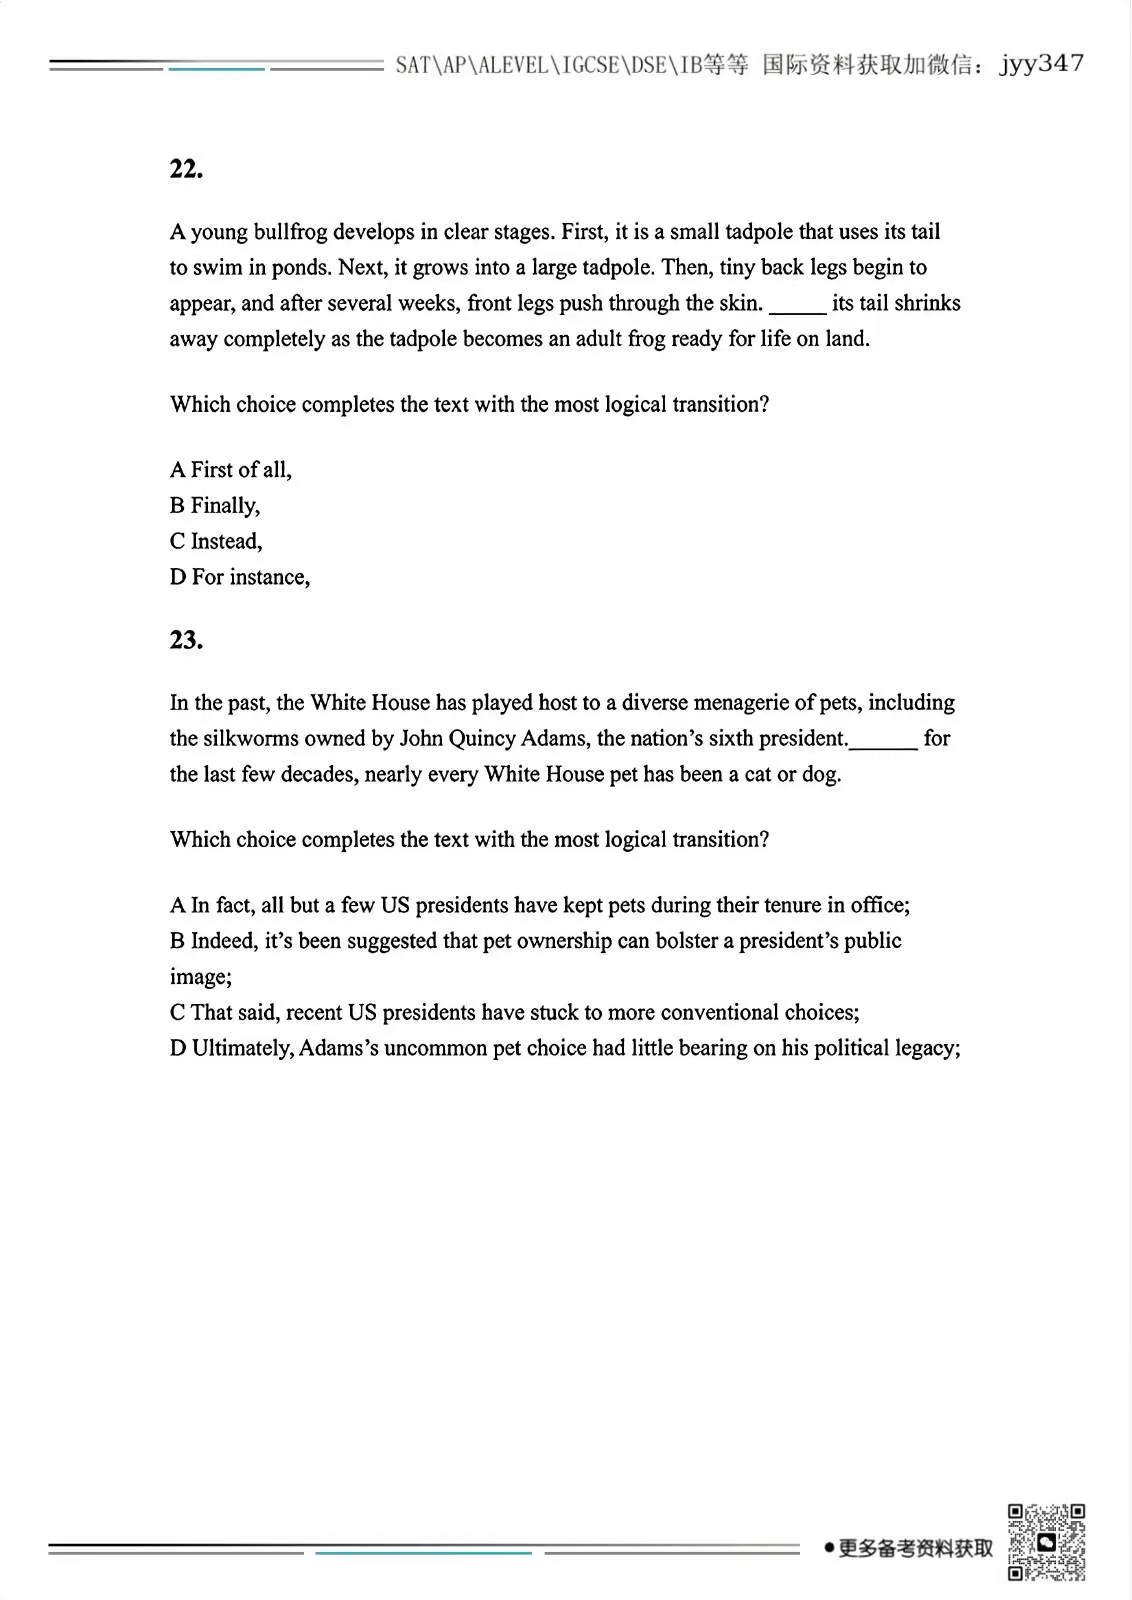 SAT\AP\ALEVEL\IGCSE\DSE\IB等等 国际资料获取加微信：jyy347
22.
A young bullfrog develops in clear stages. First, it is a small tadpole that uses its tail
to swim in ponds. Next, it grows into a large tadpole. Then, tiny back legs begin to
appear, and after several weeks, front legs push through the skin. _____ its tail shrinks
away completely as the tadpole becomes an adult frog ready for life on land.
Which choice completes the text with the most logical transition?
A First of all,
B Finally,
C Instead,
D For instance,
23.
In the past, the White House has played host to a diverse menagerie of pets, including
the silkworms owned by John Quincy Adams, the nation’s sixth president.______ for
the last few decades, nearly every White House pet has been a cat or dog.
Which choice completes the text with the most logical transition?
A In fact, all but a few US presidents have kept pets during their tenure in office;
B Indeed, it’s been suggested that pet ownership can bolster a president’s public
image;
C That said, recent US presidents have stuck to more conventional choices;
D Ultimately, Adams’s uncommon pet choice had little bearing on his political legacy;
●更多备考资料获取